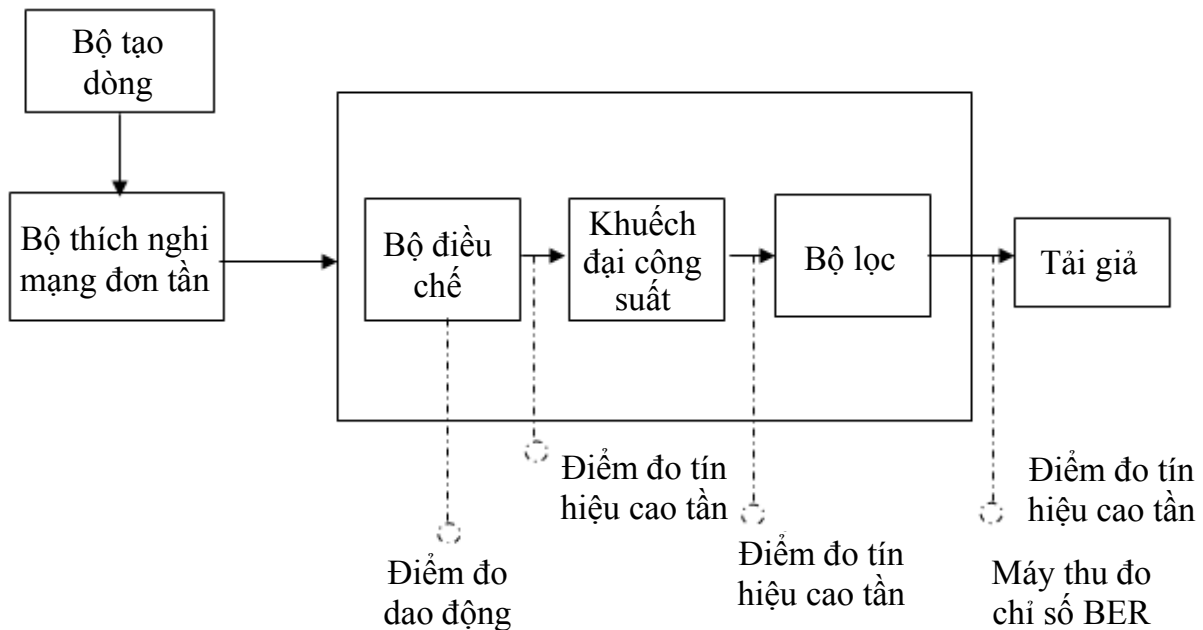 Bộ tạo
dòng
Bộ thích nghi
mạng đơn tần
Bộ điều
chế
Khuếch
đại công
suất
Bộ lọc
Tải giả
Điểm đo
dao động
Điểm đo tín
hiệu cao tần
Điểm đo tín
hiệu cao tần
Điểm đo tín
hiệu cao tần
Máy thu đo
chỉ số BER